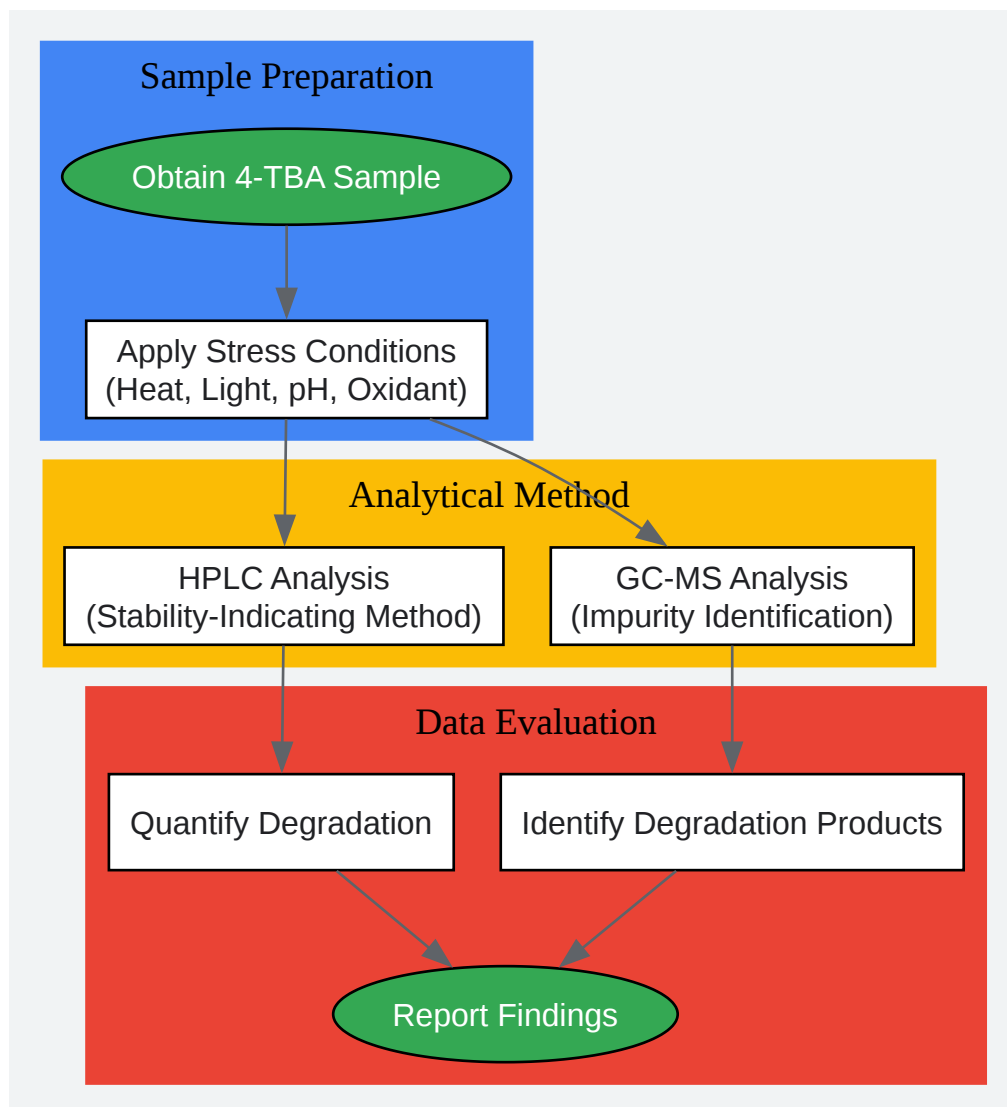 Sample Preparation
Obtain 4-TBA Sample
Apply Stress Conditions
(Heat, Light, pH, Oxidant)
Analytical Method
HPLC Analysis
(Stability-Indicating Method)
GC-MS Analysis
(Impurity Identification)
Data Evaluation
Quantify Degradation
Identify Degradation Products
Report Findings